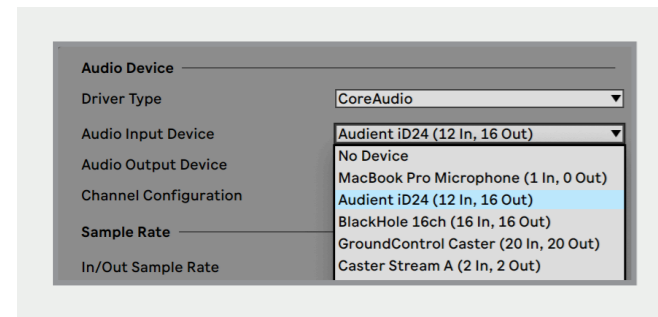 Audio Device
Driver Type
CoreAudio
Audio Input Device
Audient iD24 (12 In, 16 Out)
No Device
MacBook Pro Microphone (1 In, 0 Out)
Audient iD24 (12 In, 16 Out)
BlackHole 16ch (16 In, 16 Out)
GroundControl Caster (20 In, 20 Out)
Caster Stream A (2 In, 2 Out)
Audio Output Device
Channel Configuration
Sample Rate
In/Out Sample Rate